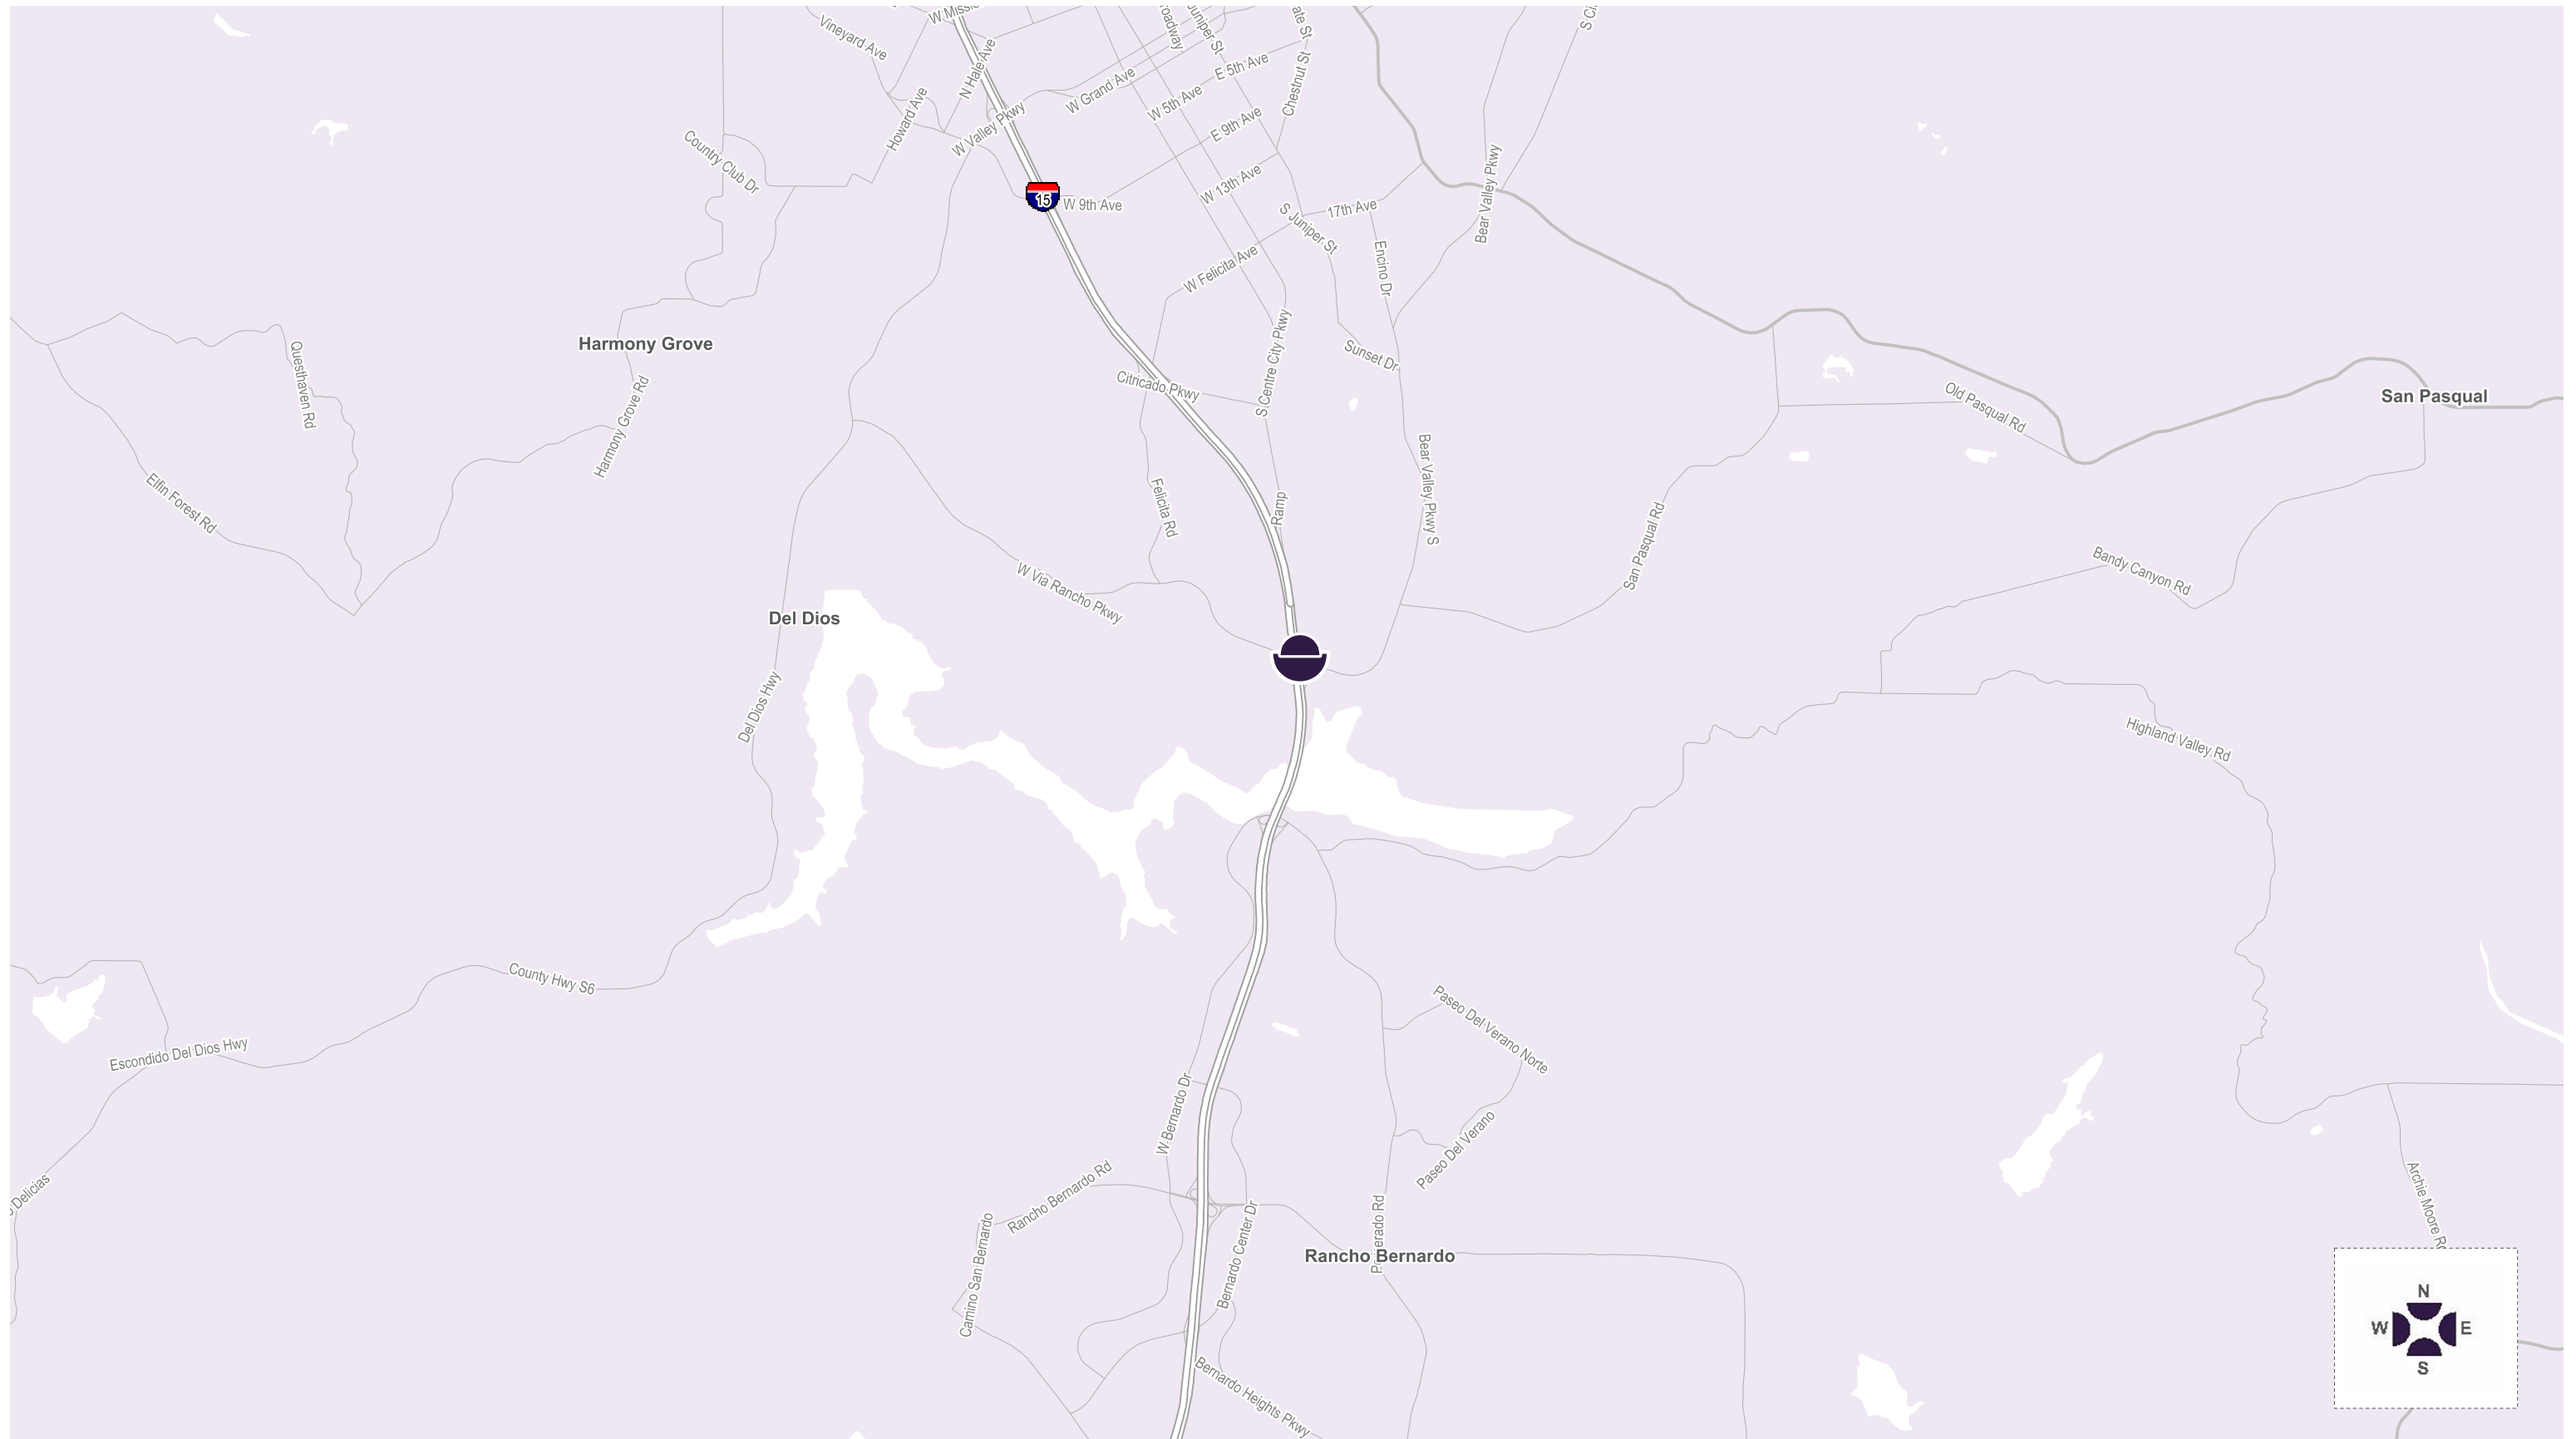 W Missi
Vineyard Ave
N Hale Ave
Howard Ave
W Valley Pkwy
W Grand Ave
roadway
Juniper St
ate St
E 5th Ave
Chestnut St
W 5th Ave
E 9th Ave
W 13th Ave
W 9th Ave
15
Country Club Dr
S Juniper St
17th Ave
Bear Valley Pkwy
Encino Dr
W Felicita Ave
Harmony Grove
Questhaven Rd
Harmony Grove Rd
Elfin Forest Rd
Citricado Pkwy
S Centre City Pkwy
Sunset Dr
Old Pasqual Rd
San Pasqual
Felicita Rd
Ramp
Bear Valley Pkwy S
San Pasqual Rd
Bandy Canyon Rd
W Via Rancho Pkwy
Del Dios
Del Dios Hwy
Highland Valley Rd
County Hwy S6
Escondido Del Dios Hwy
Delicias
Paseo Del Verano Norte
Paseo Del Verano
W Bernardo Dr
Rancho Bernardo Rd
Camino San Bernardo
Bernardo Center Dr
Rancho Bernardo
Archie Moore Rd
Bernardo Heights Pkwy
N
W E
S